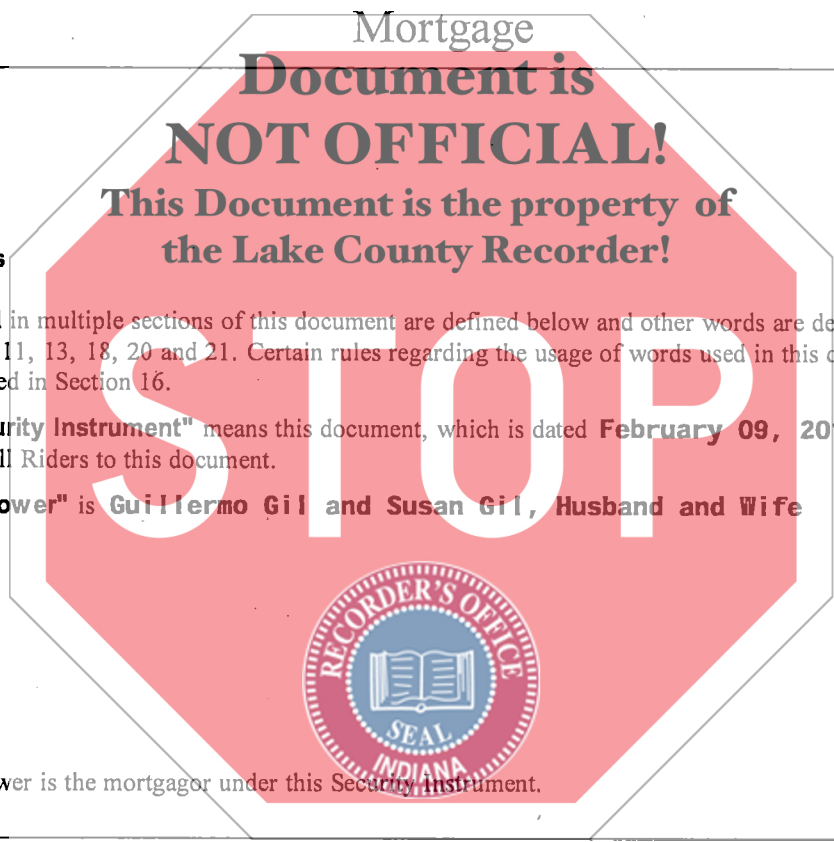 Mortgage
Document is
NOT OFFICIAL!
This Document is the property of
the Lake County Recorder!
s
in multiple sections of this document are defined below and other words are de
11, 13, 18, 20 and 21. Certain rules regarding the usage of words used in this d
ed in Section 16.
urity Instrument" means this document, which is dated February 09, 20
ll Riders to this document.
ower" is Guillermo Gil and Susan Gil, Husband and Wife
STOP
RECORDER'S OFFICE
SEAL
INDIANA
wer is the mortgagor under this Security Instrument.